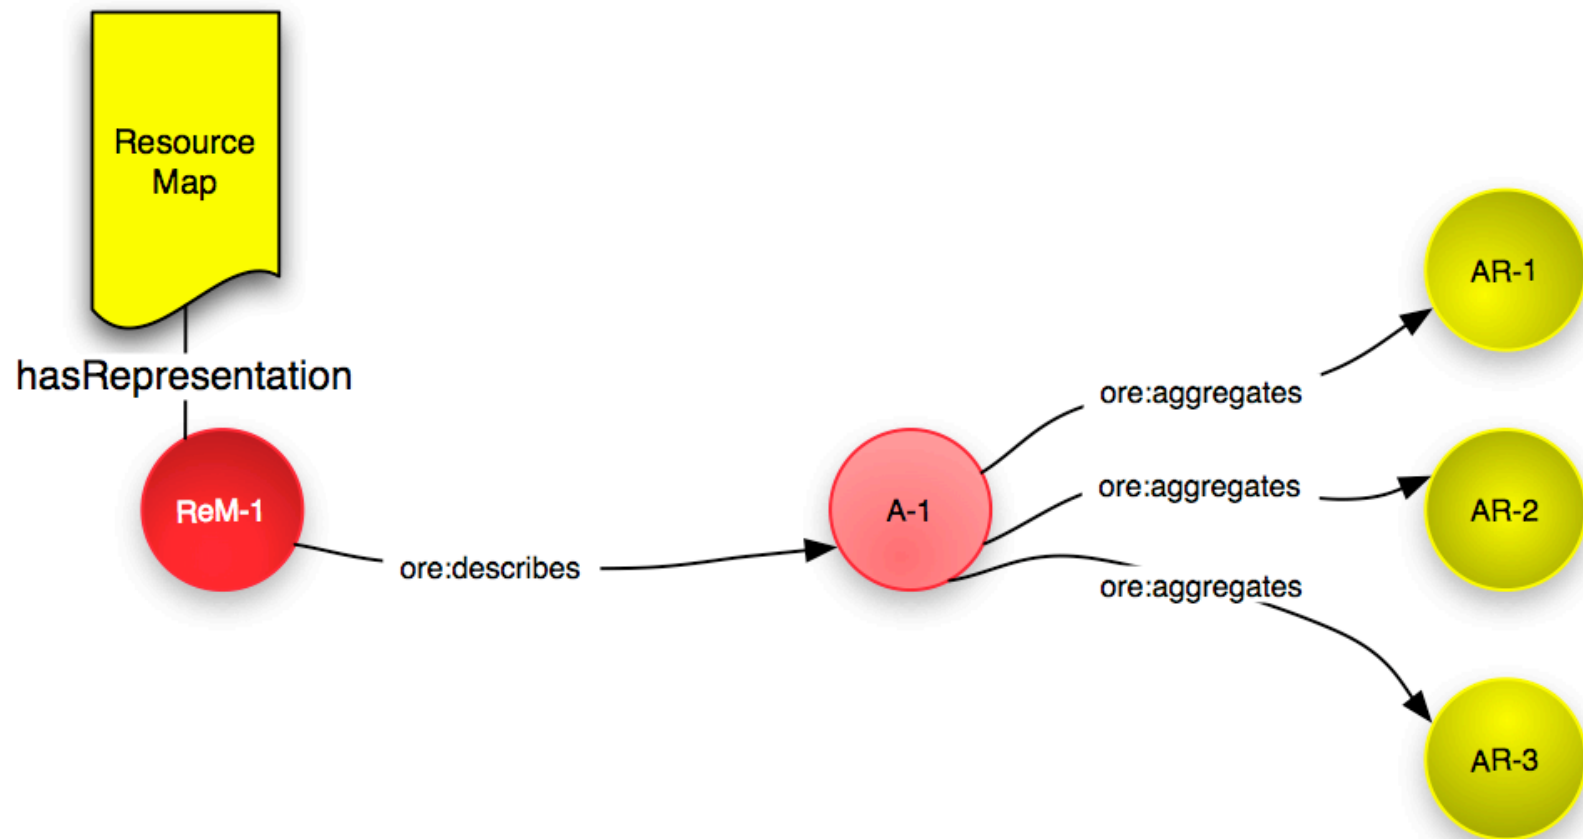 Resource
Map
hasRepresentation
ReM-1
ore:describes
A-1
ore:aggregates
ore:aggregates
ore:aggregates
AR-1
AR-2
AR-3